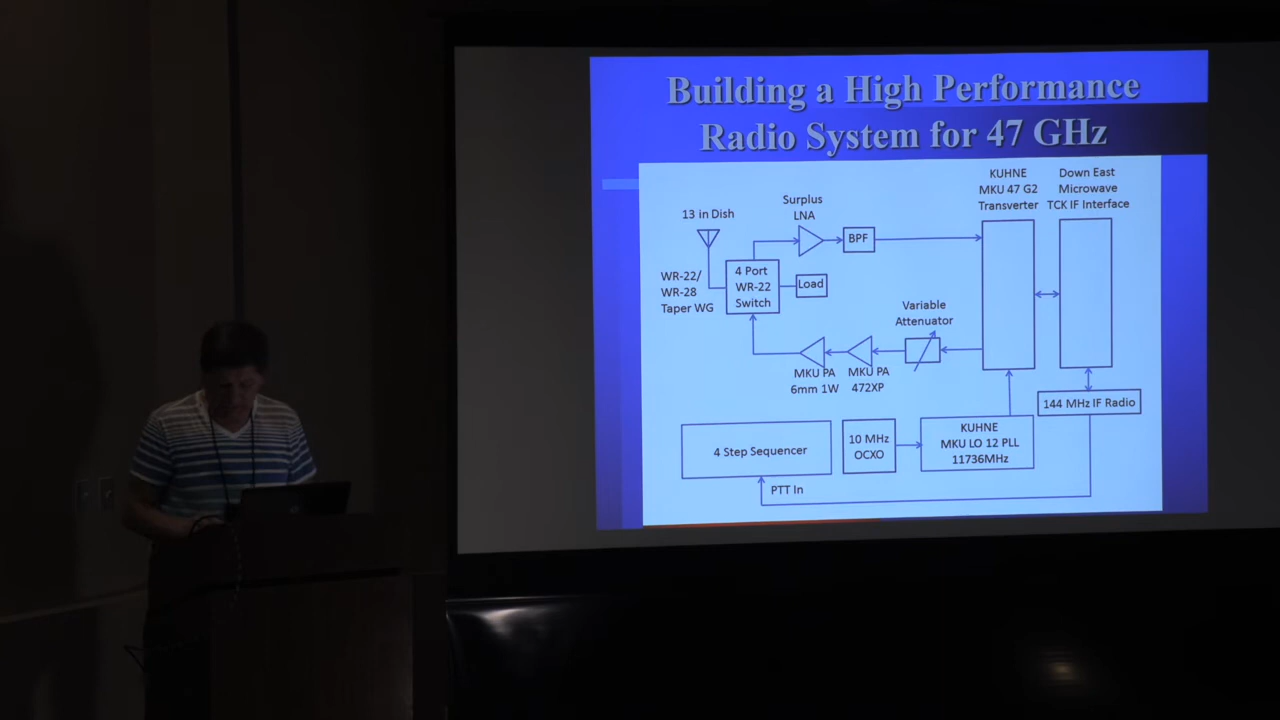 Building a High Performance
Radio System for 47 GHz
KUHNE
MKU 47 G2
Transverter
Down East
Microwave
TCK IF Interface
Surplus
LNA
13 in Dish
BPF
WR-22/
WR-28
Taper WG
4 Port
WR-22
Switch
Load
Variable
Attenuator
MKU PA
6mm 1W
MKU PA
472XP
144 MHz IF Radio
4 Step Sequencer
10 MHz
OCXO
KUHNE
MKU LO 12 PLL
11736MHz
PTT In